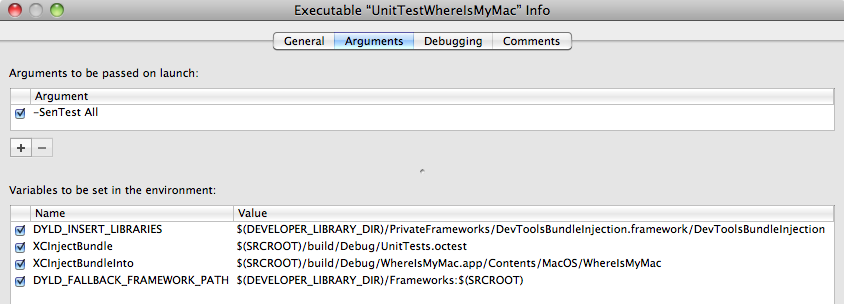 Executable “UnitTestWhereIsMyMac” Info
General Arguments Debugging Comments
Arguments to be passed on launch:
Argument
-SenTest All
Variables to be set in the environment:
Name Value
DYLD_INSERT_LIBRARIES $(DEVELOPER_LIBRARY_DIR)/PrivateFrameworks/DevToolsBundleInjection.framework/DevToolsBundleInjection
XCInjectBundle $(SRCROOT)/build/Debug/UnitTests.octest
XCInjectBundleInto $(SRCROOT)/build/Debug/WhereIsMyMac.app/Contents/MacOS/WhereIsMyMac
DYLD_FALLBACK_FRAMEWORK_PATH $(DEVELOPER_LIBRARY_DIR)/Frameworks:$(SRCROOT)